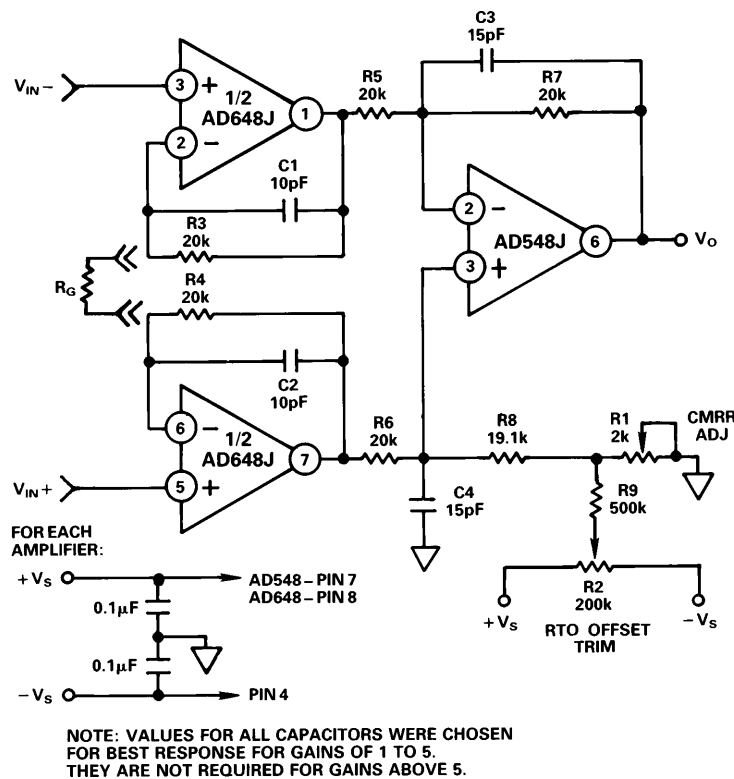 C3
15pF
V_IN –
3
+
1/2
AD648J
1
2
–
R5
20k
R7
20k
C1
10pF
R3
20k
2
–
AD548J
6
V_O
3
+
R_G
R4
20k
C2
10pF
6
–
1/2
AD648J
7
5
+
V_IN +
R6
20k
R8
19.1k
R1
2k
CMRR
ADJ
C4
15pF
R9
500k
R2
200k
+V_S
–V_S
RTO OFFSET
TRIM
FOR EACH
AMPLIFIER:
+V_S
AD548–PIN 7
AD648–PIN 8
0.1µF
0.1µF
–V_S
PIN 4
NOTE: VALUES FOR ALL CAPACITORS WERE CHOSEN
FOR BEST RESPONSE FOR GAINS OF 1 TO 5.
THEY ARE NOT REQUIRED FOR GAINS ABOVE 5.